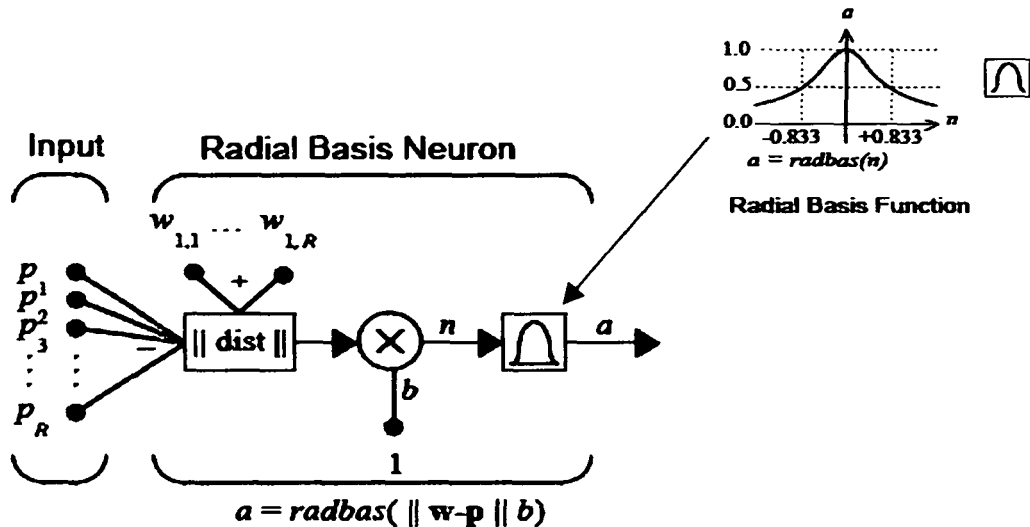 a
1.0
0.5
0.0
-0.833 +0.833 n
a = radbas(n)
Radial Basis Function
Input Radial Basis Neuron
w1,1 .... w1,R
p1
p2
p3
pR
+
−
|| dist ||
n
a
b
1
a = radbas( || w-p || b)